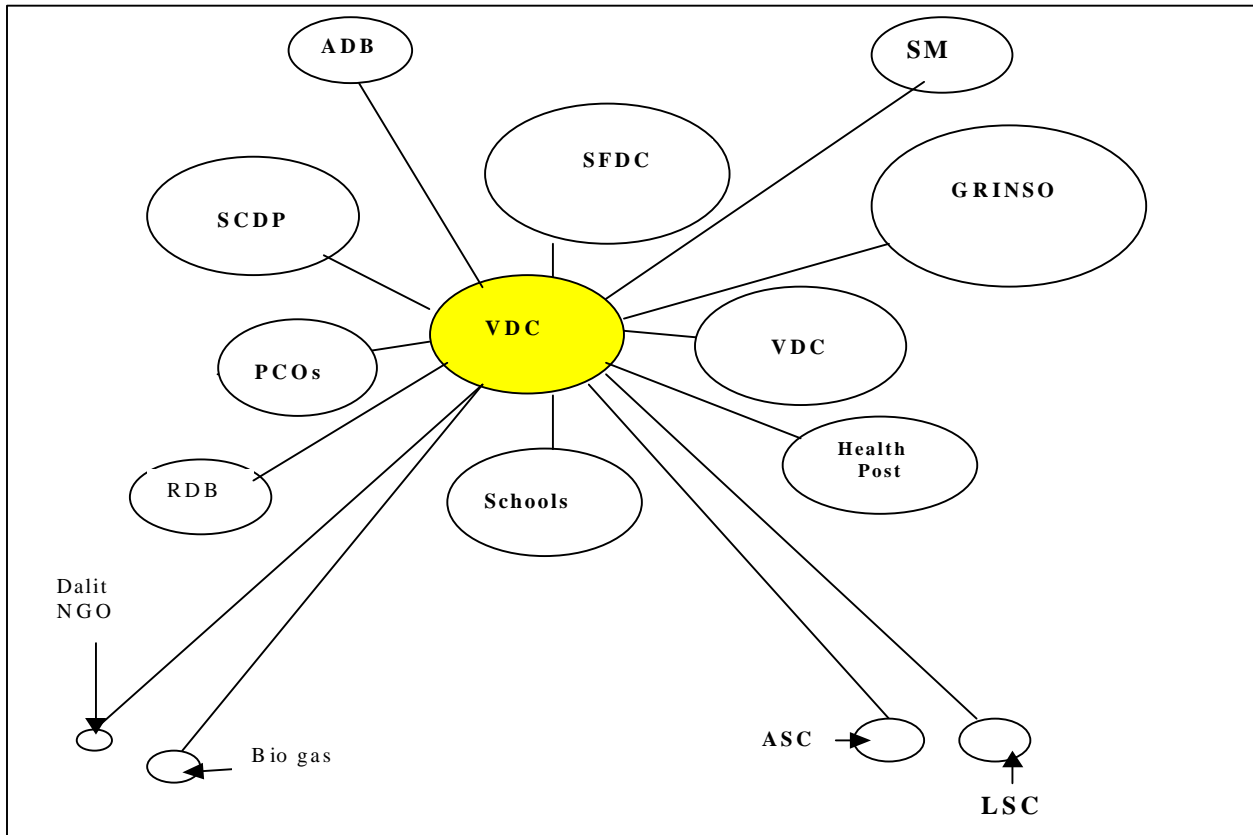 ADB
SM
SFDC
GRINSO
SCDP
VDC
VDC
PCOs
Health
Post
RDB
Schools
Dalit
NGO
ASC
Bio gas
LSC